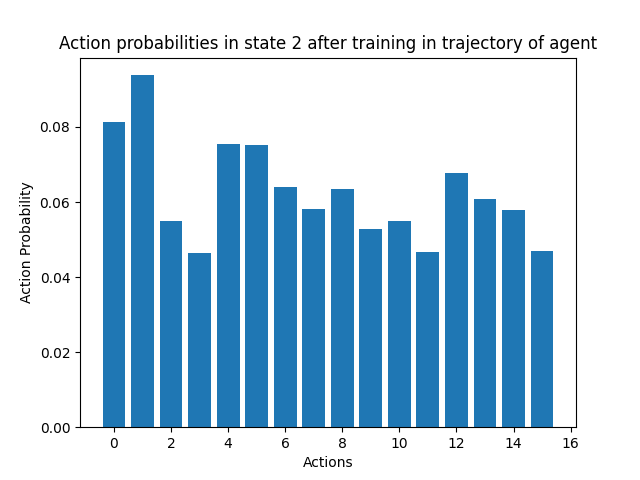 Action probabilities in state 2 after training in trajectory of agent
Action Probability
0.08
0.06
0.04
0.02
0.00
0 2 4 6 8 10 12 14 16
Actions